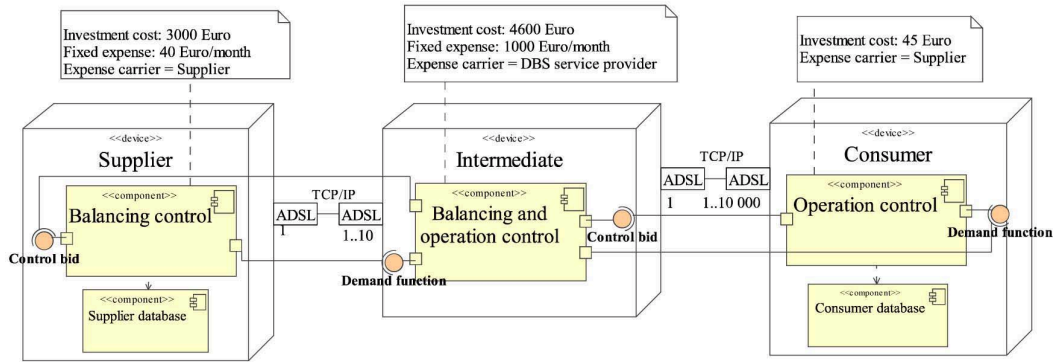 Investment cost: 3000 Euro
Fixed expense: 40 Euro/month
Expense carrier = Supplier
Investment cost: 4600 Euro
Fixed expense: 1000 Euro/month
Expense carrier = DBS service provider
Investment cost: 45 Euro
Expense carrier = Supplier
<<device>>
Supplier
<<component>>
Balancing control
Control bid
<<component>>
Supplier database
TCP/IP
ADSL
ADSL
1
1..10
<<device>>
Intermediate
<<component>>
Balancing and
operation control
Demand function
Control bid
TCP/IP
ADSL
ADSL
1
1..10 000
<<device>>
Consumer
<<component>>
Operation control
Demand function
<<component>>
Consumer database